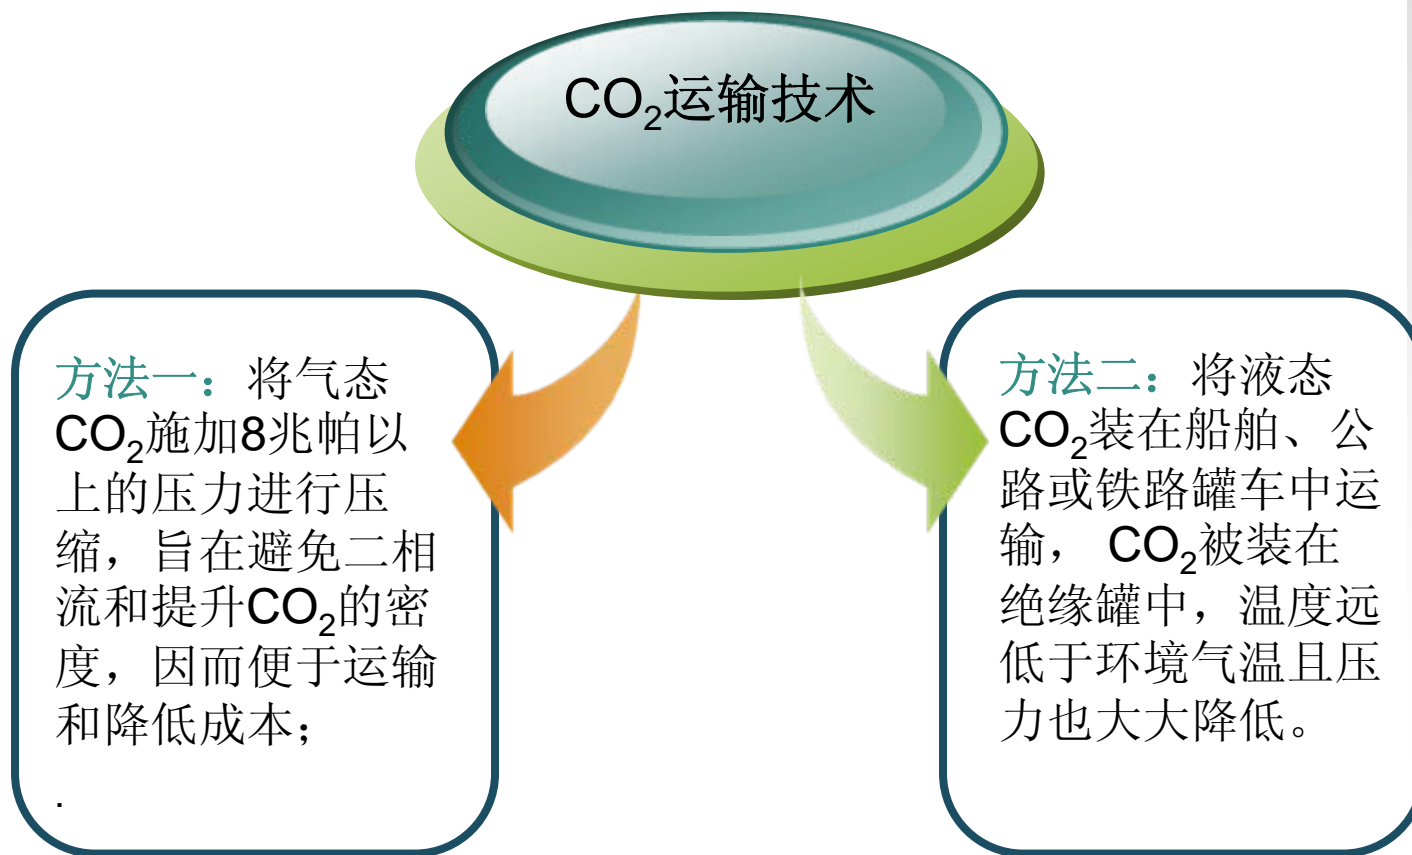 CO₂运输技术
方法一：将气态
CO₂施加8兆帕以
上的压力进行压
缩，旨在避免二相
流和提升CO₂的密
度，因而便于运输
和降低成本；
.
方法二：将液态
CO₂装在船舶、公
路或铁路罐车中运
输， CO₂被装在
绝缘罐中，温度远
低于环境气温且压
力也大大降低。